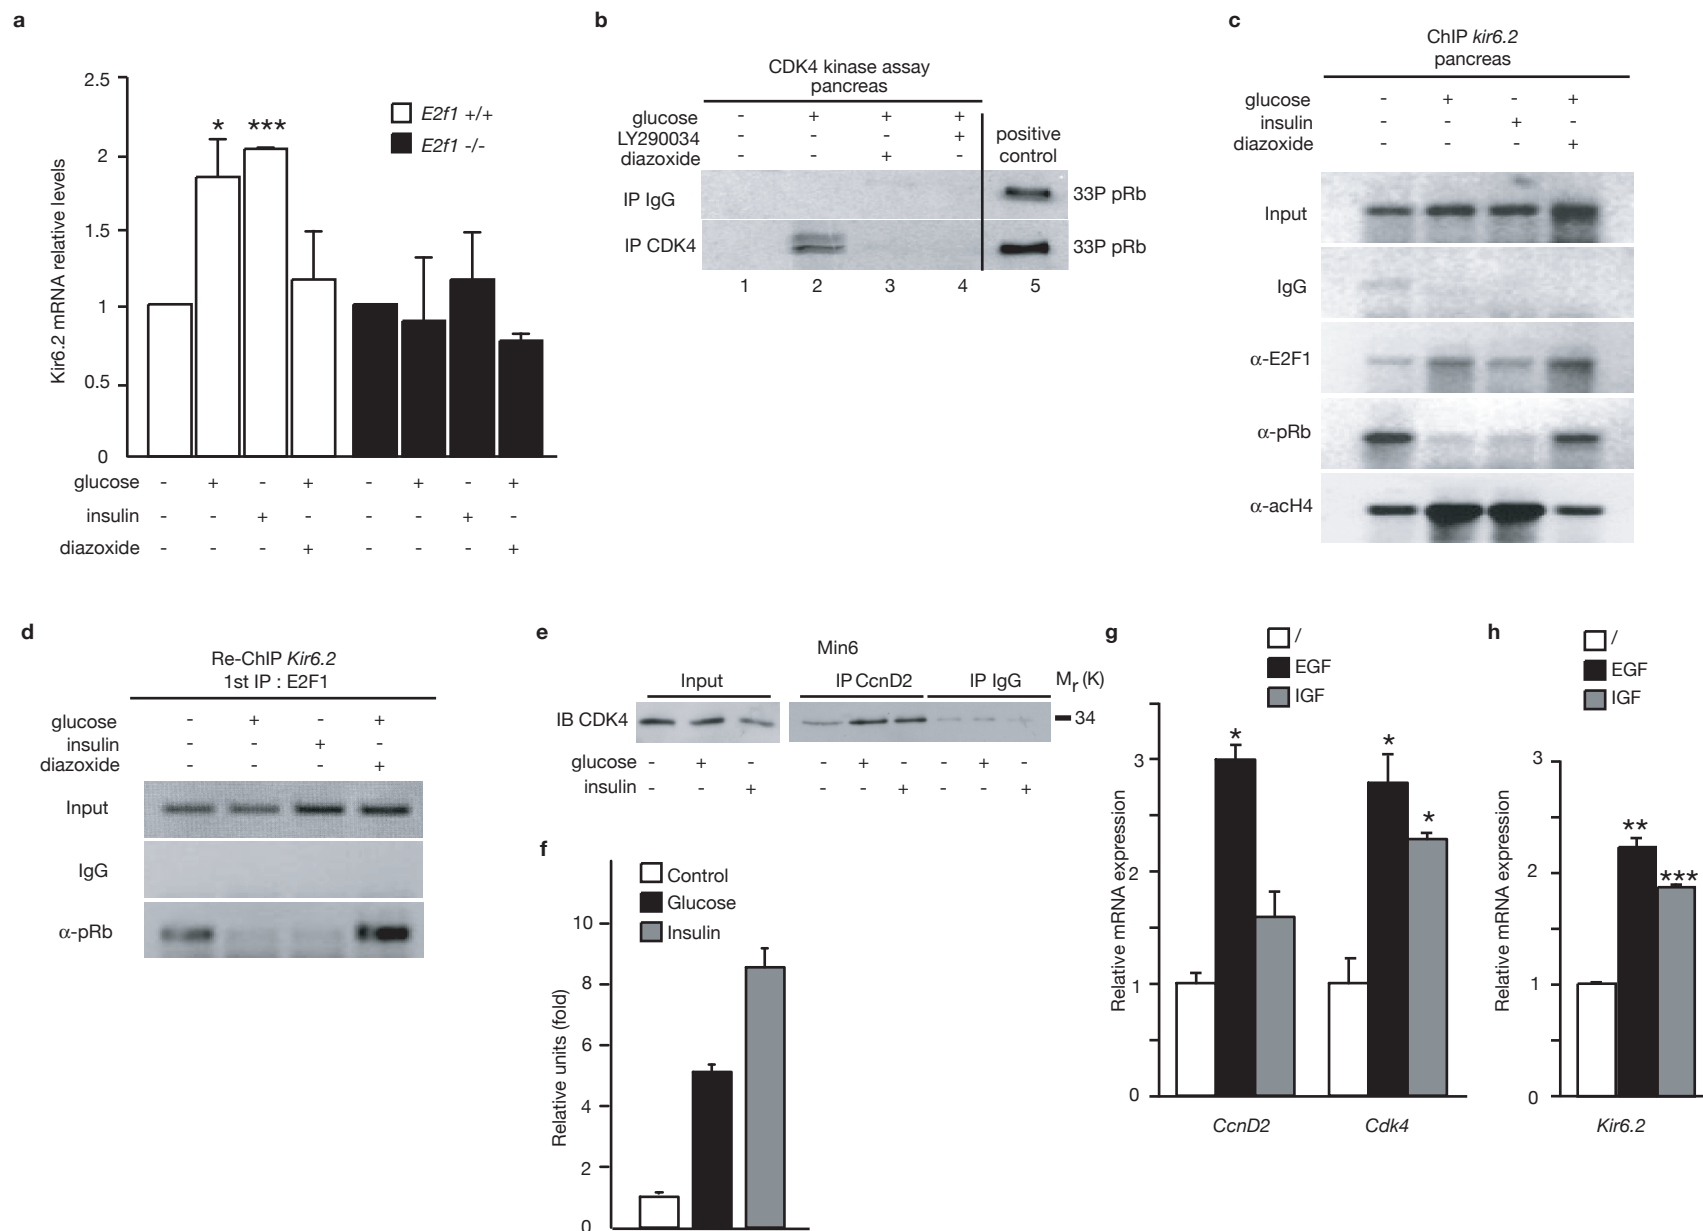 a
2.5
2
1.5
1
0.5
0
Kir6.2 mRNA relative levels
* ***
E2f1 +/+
E2f1 -/-
glucose - + - + - + - +
insulin - - + - - - + -
diazoxide - - - + - - - +
b
CDK4 kinase assay
pancreas
glucose - + + +
LY290034 - - - +
diazoxide - - + -
positive
control
IP IgG
33P pRb
IP CDK4
33P pRb
1 2 3 4 5
c
ChIP kir6.2
pancreas
glucose - + - +
insulin - - + -
diazoxide - - - +
Input
IgG
α-E2F1
α-pRb
α-acH4
d
Re-ChIP Kir6.2
1st IP : E2F1
glucose - + - +
insulin - - + -
diazoxide - - - +
Input
IgG
α-pRb
e
Min6
Input IP CcnD2 IP IgG Mr (K)
IB CDK4
34
glucose - + - - + - - + -
insulin - - + - - + - - +
f
Control
Glucose
Insulin
10
8
6
4
2
0
Relative units (fold)
g
/
EGF
IGF
3
2
1
0
Relative mRNA expression
* * *
CcnD2 Cdk4
h
/
EGF
IGF
3
2
1
0
Relative mRNA expression
** ***
Kir6.2